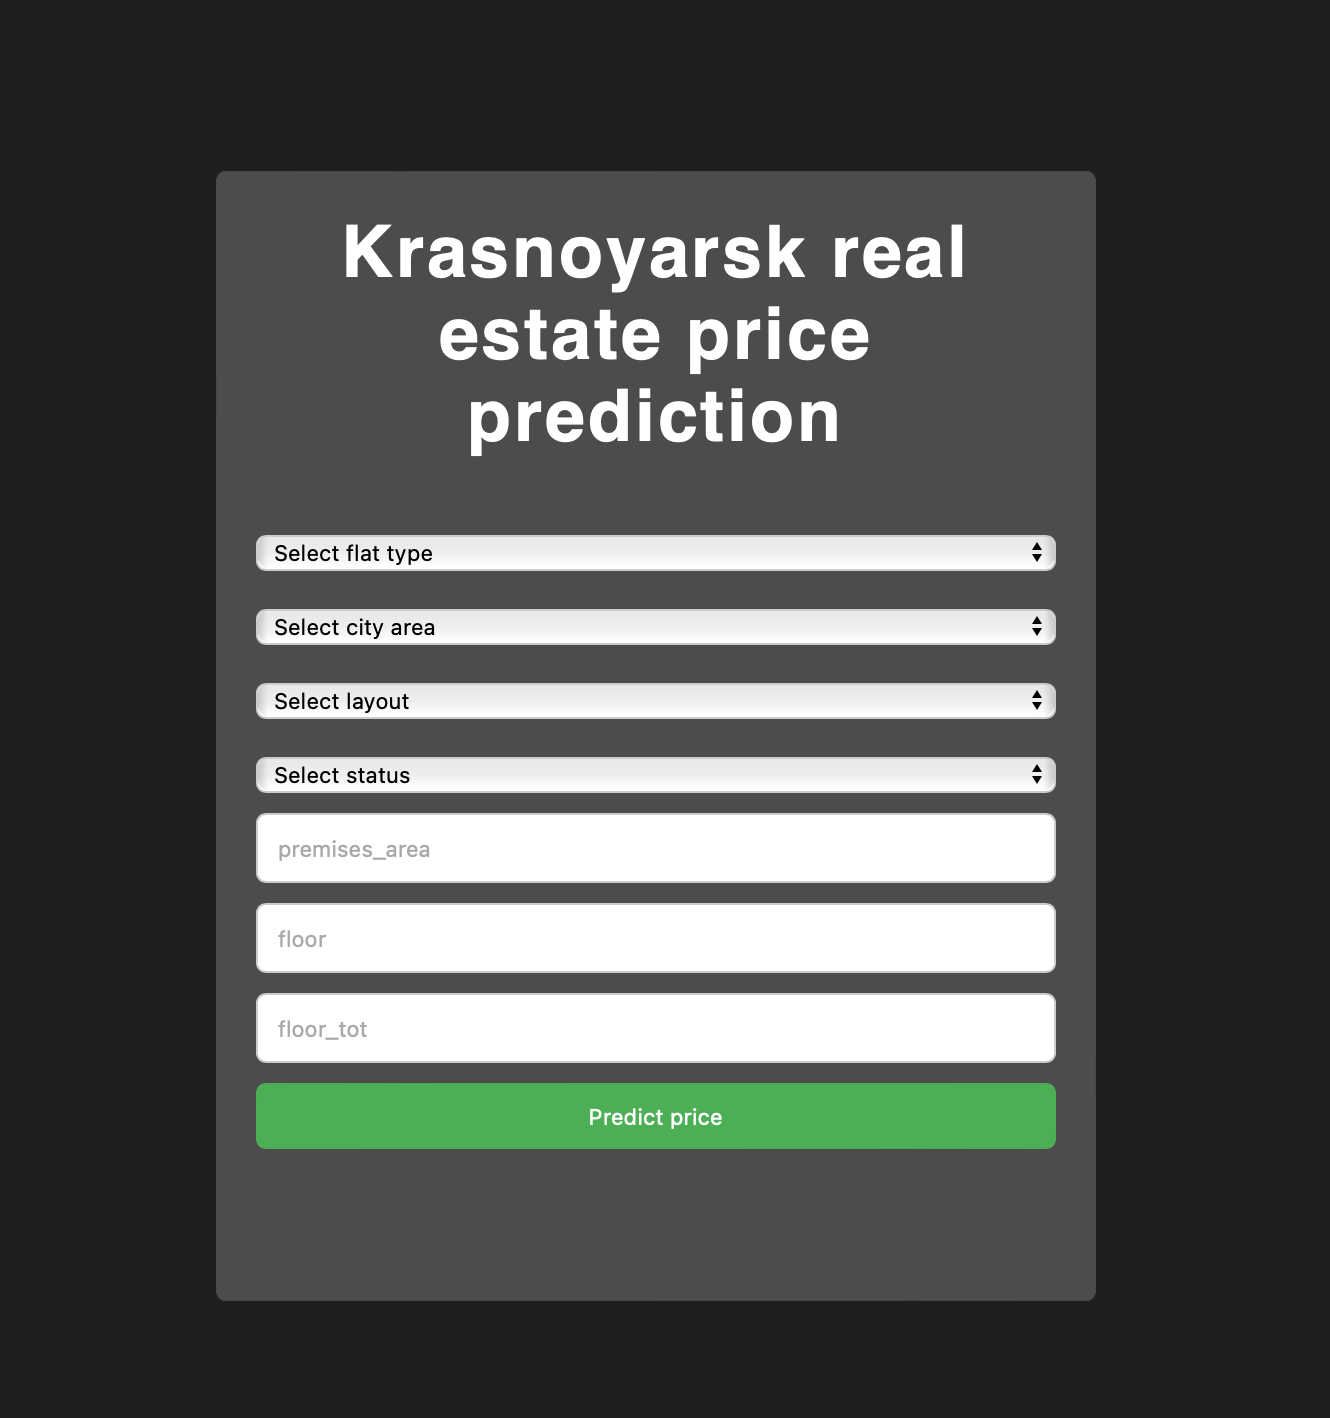 Krasnoyarsk real
estate price
prediction
Select flat type
Select city area
Select layout
Select status
premises_area
floor
floor_tot
Predict price